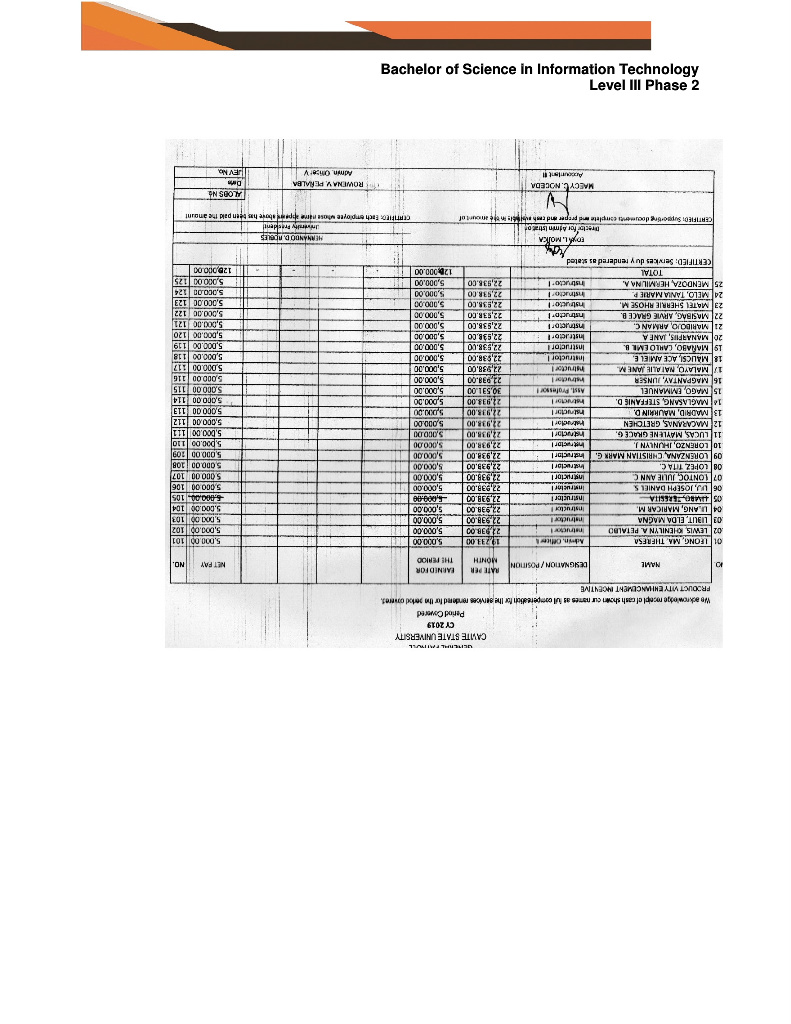 Bachelor of Science in Information Technology
Level III Phase 2
GENERAL PAYROLL
CAVITE STATE UNIVERSITY
CY 2019
Period Covered
We acknowledge receipt of cash shown our names as full compensation for the services rendered for the period covered.
PRODUCTIVITY ENHANCEMENT INCENTIVE
NAME DESIGNATION / POSITION RATE PER MONTH EARNED FOR THE PERIOD NET PAY NO.
01 LEONG, MA. THERESA Admin. Officer I 19,233.00 5,000.00 5,000.00 101
02 LEWIS, KHENILYN A. PETALBO Instructor I 22,938.00 5,000.00 5,000.00 102
03 LIBUT, ELDA MAGNA Instructor I 22,938.00 5,000.00 5,000.00 103
04 LILANG, MARICAR M. Instructor I 22,938.00 5,000.00 5,000.00 104
05 LIMBO, TERESITA Instructor I 22,938.00 5,000.00 5,000.00 105
06 LIU, JOSEPH DANIEL S. Instructor I 22,938.00 5,000.00 5,000.00 106
07 LONTOC, JULIE ANN C. Instructor I 22,938.00 5,000.00 5,000.00 107
08 LOPEZ, TITA C. Instructor I 22,938.00 5,000.00 5,000.00 108
09 LORENZANA, CHRISTIAN MARK G. Instructor I 22,938.00 5,000.00 5,000.00 109
10 LORENZO, JHUNLYN J. Instructor I 22,938.00 5,000.00 5,000.00 110
11 LUCAS, MAYLENE GRACE G. Instructor I 22,938.00 5,000.00 5,000.00 111
12 MACARANAS, GRETCHEN Instructor I 22,938.00 5,000.00 5,000.00 112
13 MADRID, MAURRIN D. Instructor I 22,938.00 5,000.00 5,000.00 113
14 MAGLASANG, STEFFANIE D. Instructor I 22,938.00 5,000.00 5,000.00 114
15 MAGO, EMMANUEL Asst. Professor I 30,531.00 5,000.00 5,000.00 115
16 MAGPANTAY, JUNSER Instructor I 22,938.00 5,000.00 5,000.00 116
17 MALAYO, NATALIE JANE M. Instructor I 22,938.00 5,000.00 5,000.00 117
18 MALICSI, ACE AMIEL E. Instructor I 22,938.00 5,000.00 5,000.00 118
19 MAÑABO, CARLO EMIL B. Instructor I 22,938.00 5,000.00 5,000.00 119
20 MANARPIIS, JANE A. Instructor I 22,938.00 5,000.00 5,000.00 120
21 MARIBOJO, ARMAN C. Instructor I 22,938.00 5,000.00 5,000.00 121
22 MASIBAG, ARVIE GRACE B. Instructor I 22,938.00 5,000.00 5,000.00 122
23 MATEL SHERRIE RHOSE M. Instructor I 22,938.00 5,000.00 5,000.00 123
24 MELO, TANIA MARIE P. Instructor I 22,938.00 5,000.00 5,000.00 124
25 MENDOZA, HERMILINA A. Instructor I 22,938.00 5,000.00 5,000.00 125
TOTAL - - - -
CERTIFIED: Services duly rendered as stated
HERNANDO D. ROBLES
Director for Administration University President
CERTIFIED: Supporting documents complete and proper and cash available in the amount of CERTIFIED: Each employee whose name appears above has been paid the amount
ALOBS No.
MAECY C. NOCEDA ROWENA V. PEÑALBA Date
Accountant III Admin. Officer V JEV No.